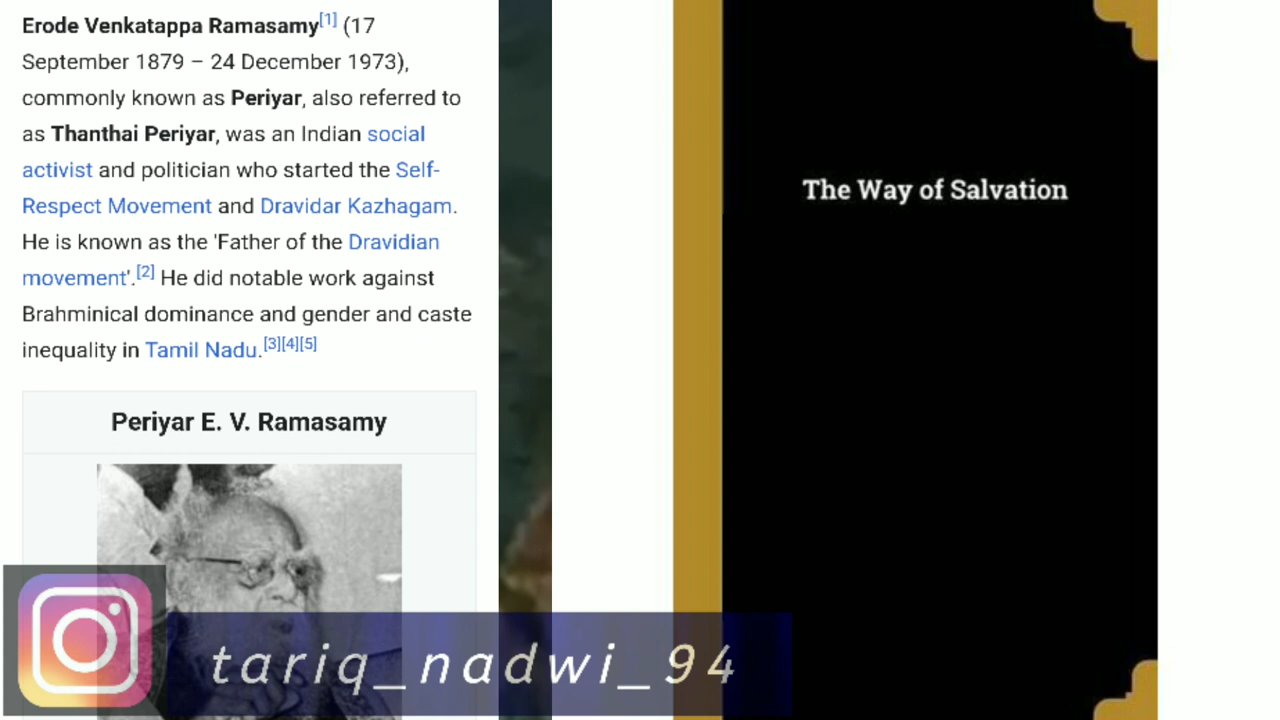 Erode Venkatappa Ramasamy[1] (17
September 1879 – 24 December 1973),
commonly known as Periyar, also referred to
as Thanthai Periyar, was an Indian social
activist and politician who started the Self-
Respect Movement and Dravidar Kazhagam.
He is known as the 'Father of the Dravidian
movement'.[2] He did notable work against
Brahminical dominance and gender and caste
inequality in Tamil Nadu.[3][4][5]
Periyar E. V. Ramasamy
The Way of Salvation
tariq_nadwi_94